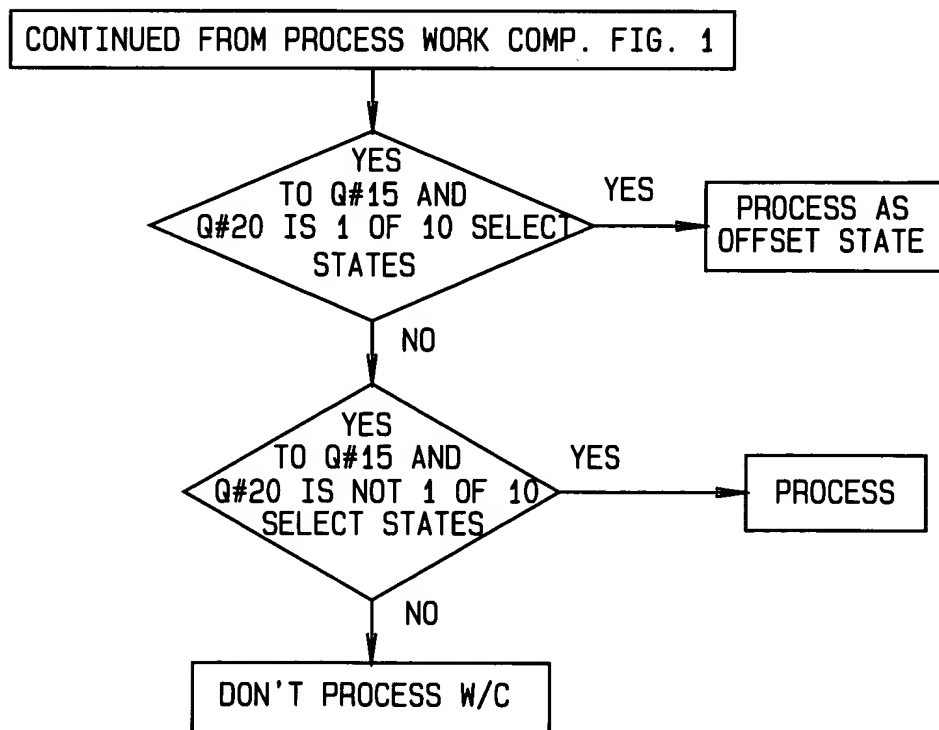 CONTINUED FROM PROCESS WORK COMP. FIG. 1
YES
TO Q#15 AND
Q#20 IS 1 OF 10 SELECT
STATES
YES
PROCESS AS
OFFSET STATE
NO
YES
TO Q#15 AND
Q#20 IS NOT 1 OF 10
SELECT STATES
YES
PROCESS
NO
DON'T PROCESS W/C